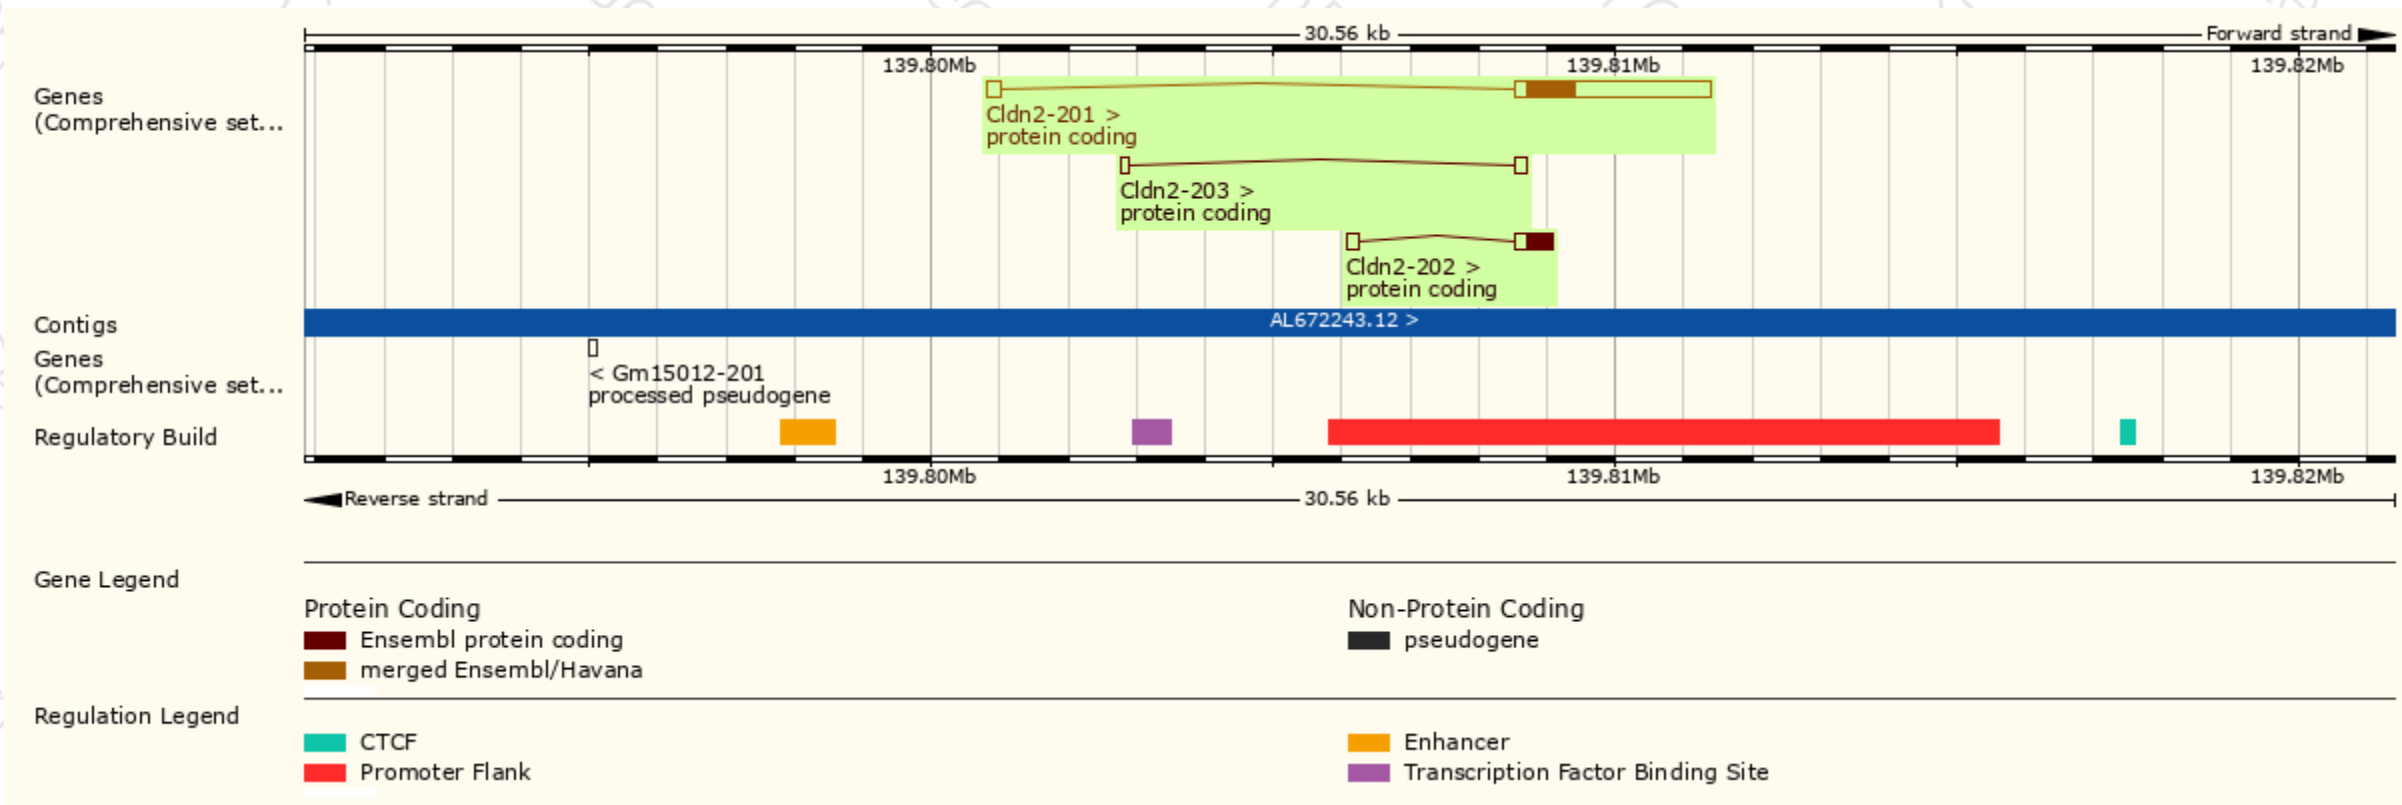 30.56 kb
Forward strand
139.80Mb 139.81Mb 139.82Mb
Genes
(Comprehensive set...
Cldn2-201 >
protein coding
Cldn2-203 >
protein coding
Cldn2-202 >
protein coding
Contigs
AL672243.12 >
Genes
(Comprehensive set...
< Gm15012-201
processed pseudogene
Regulatory Build
139.80Mb 139.81Mb 139.82Mb
Reverse strand
30.56 kb
Gene Legend
Protein Coding
Ensembl protein coding
merged Ensembl/Havana
Non-Protein Coding
pseudogene
Regulation Legend
CTCF
Promoter Flank
Enhancer
Transcription Factor Binding Site